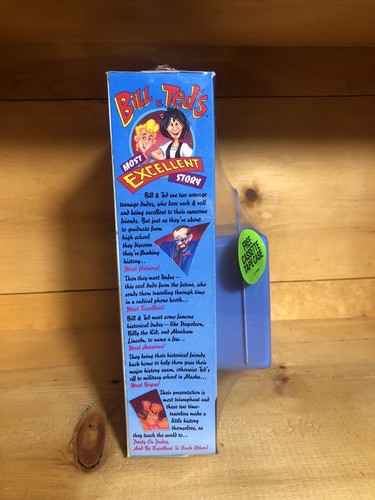 Bill & Ted's
MOST
EXCELLENT
STORY
Bill & Ted are two average
teenage dudes, who love rock & roll
and being excellent to their awesome
friends. But just as they're about
to graduate from
high school
they discover
they're flunking
history...
Most Heinous!
Then they meet Rufus –
this cool dude from the future, who
sends them traveling through time
in a radical phone booth...
Most Excellent!
Bill & Ted meet some famous
historical dudes – like Napoleon,
Billy the Kid, and Abraham
Lincoln, to name a few...
Most Awesome!
They bring their historical friends
back home to help them pass their
major history exam, otherwise Ted's
off to military school in Alaska...
Most Bogus!
Their presentation is
most triumphant and
these two time-
travelers make a
little history
themselves, as
they teach the world to...
Party On Dudes,
And Be Excellent To Each Other!
FREE
CASSETTE
TAPE CASE